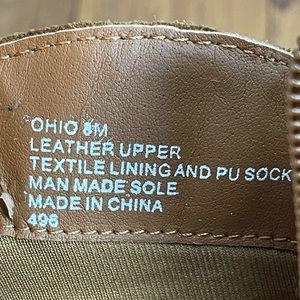 OHIO 8M
LEATHER UPPER
TEXTILE LINING AND PU SOCK
MAN MADE SOLE
MADE IN CHINA
496